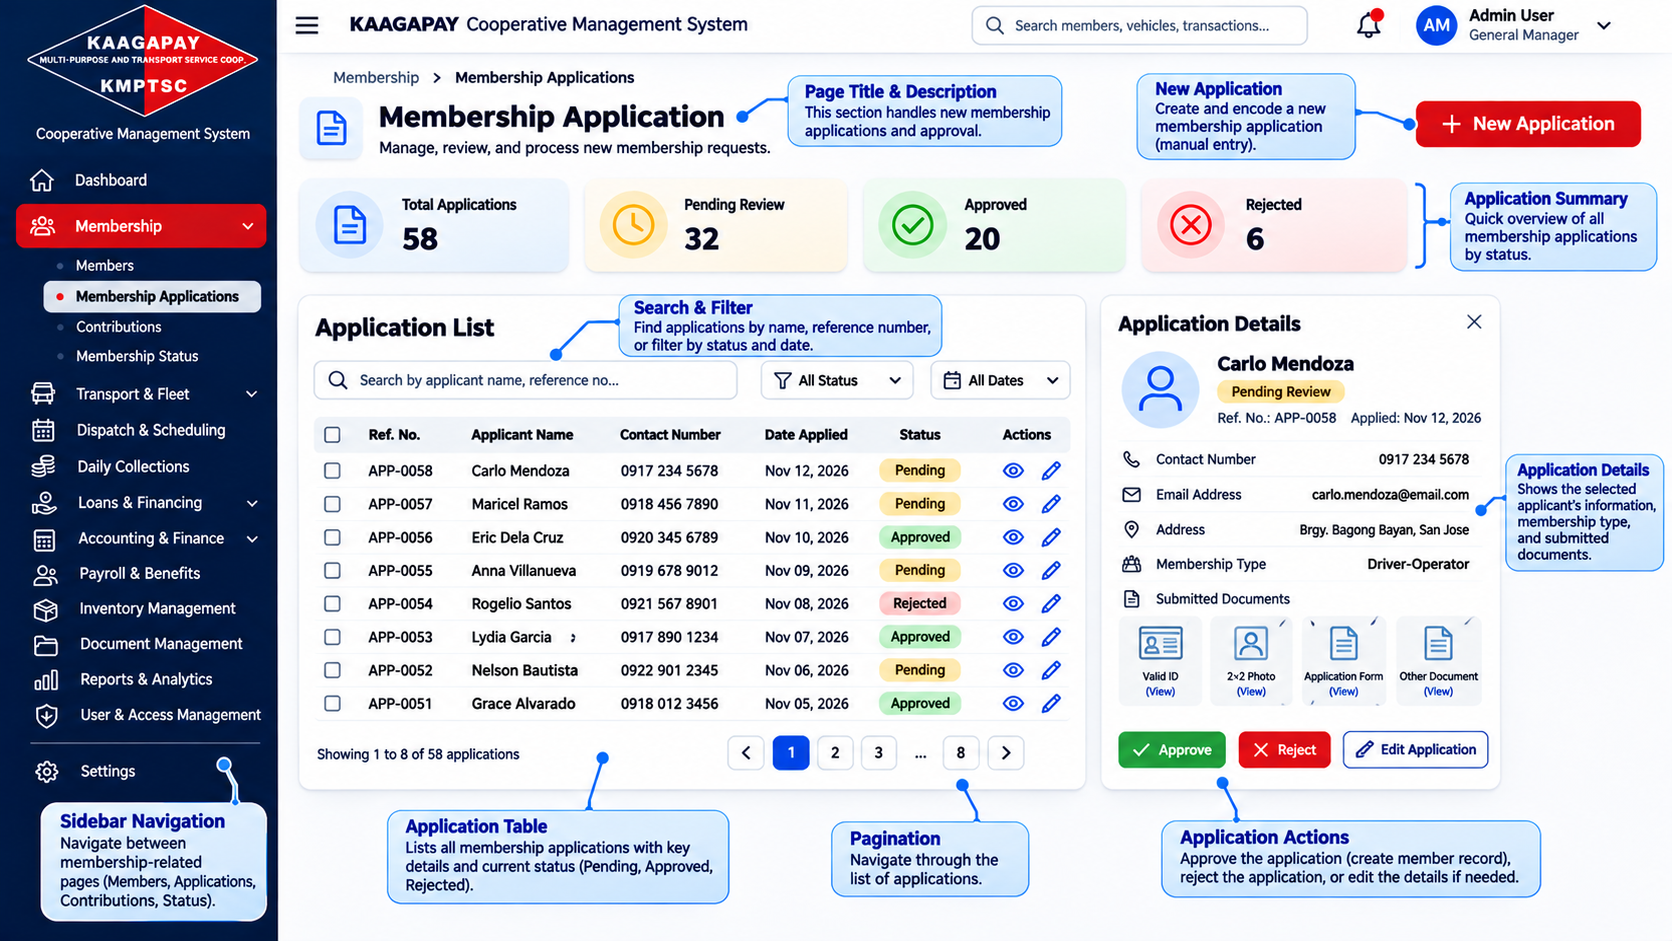 KAAGAPAY
MULTI-PURPOSE AND TRANSPORT SERVICE COOP.
KMPTSC
Cooperative Management System
Dashboard
Membership
Members
Membership Applications
Contributions
Membership Status
Transport & Fleet
Dispatch & Scheduling
Daily Collections
Loans & Financing
Accounting & Finance
Payroll & Benefits
Inventory Management
Document Management
Reports & Analytics
User & Access Management
Settings
Sidebar Navigation
Navigate between
membership-related
pages (Members, Applications,
Contributions, Status).
KAAGAPAY Cooperative Management System
Search members, vehicles, transactions...
AM
Admin User
General Manager
Membership > Membership Applications
Membership Application
Manage, review, and process new membership requests.
Page Title & Description
This section handles new membership
applications and approval.
New Application
Create and encode a new
membership application
(manual entry).
+ New Application
Total Applications
58
Pending Review
32
Approved
20
Rejected
6
Application Summary
Quick overview of all
membership applications
by status.
Application List
Search & Filter
Find applications by name, reference number,
or filter by status and date.
Search by applicant name, reference no...
All Status
All Dates
Ref. No. Applicant Name Contact Number Date Applied Status Actions
APP-0058 Carlo Mendoza 0917 234 5678 Nov 12, 2026 Pending
APP-0057 Maricel Ramos 0918 456 7890 Nov 11, 2026 Pending
APP-0056 Eric Dela Cruz 0920 345 6789 Nov 10, 2026 Approved
APP-0055 Anna Villanueva 0919 678 9012 Nov 09, 2026 Pending
APP-0054 Rogelio Santos 0921 567 8901 Nov 08, 2026 Rejected
APP-0053 Lydia Garcia 0917 890 1234 Nov 07, 2026 Approved
APP-0052 Nelson Bautista 0922 901 2345 Nov 06, 2026 Pending
APP-0051 Grace Alvarado 0918 012 3456 Nov 05, 2026 Approved
Showing 1 to 8 of 58 applications
1 2 3 ... 8
Application Table
Lists all membership applications with key
details and current status (Pending, Approved,
Rejected).
Pagination
Navigate through the
list of applications.
Application Details
Carlo Mendoza
Pending Review
Ref. No.: APP-0058 Applied: Nov 12, 2026
Contact Number 0917 234 5678
Email Address carlo.mendoza@email.com
Address Brgy. Bagong Bayan, San Jose
Membership Type Driver-Operator
Submitted Documents
Valid ID
(View)
2×2 Photo
(View)
Application Form
(View)
Other Document
(View)
Approve
Reject
Edit Application
Application Details
Shows the selected
applicant's information,
membership type,
and submitted
documents.
Application Actions
Approve the application (create member record),
reject the application, or edit the details if needed.